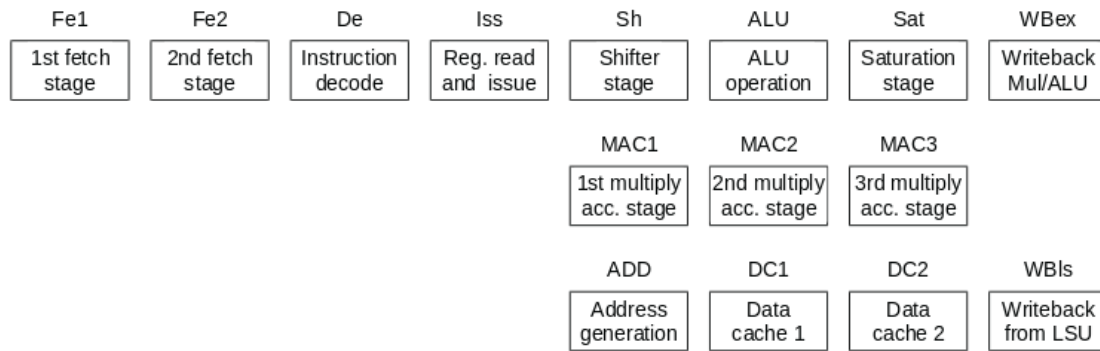 Fe1 Fe2 De Iss Sh ALU Sat WBex
1st fetch stage
2nd fetch stage
Instruction decode
Reg. read and issue
Shifter stage
ALU operation
Saturation stage
Writeback Mul/ALU
MAC1 MAC2 MAC3
1st multiply acc. stage
2nd multiply acc. stage
3rd multiply acc. stage
ADD DC1 DC2 WBls
Address generation
Data cache 1
Data cache 2
Writeback from LSU